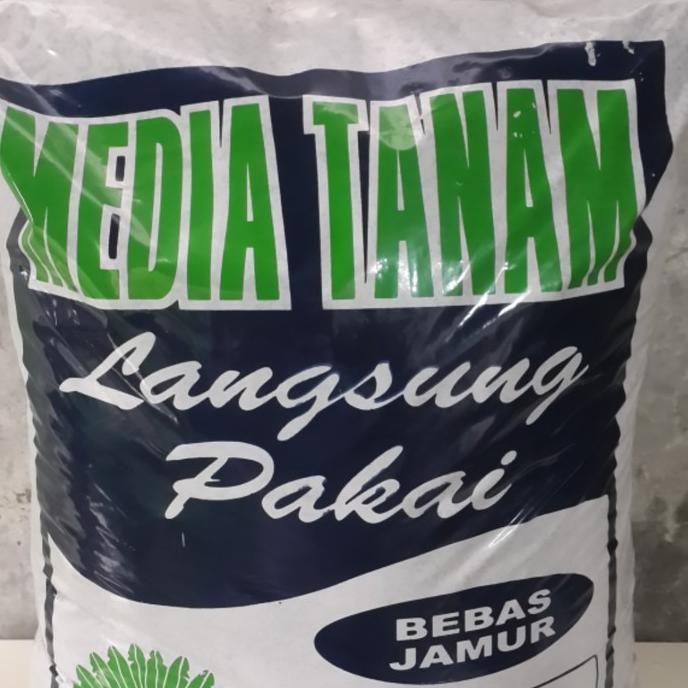 MEDIA TANAM
Langsung
Pakai
BEBAS
JAMUR